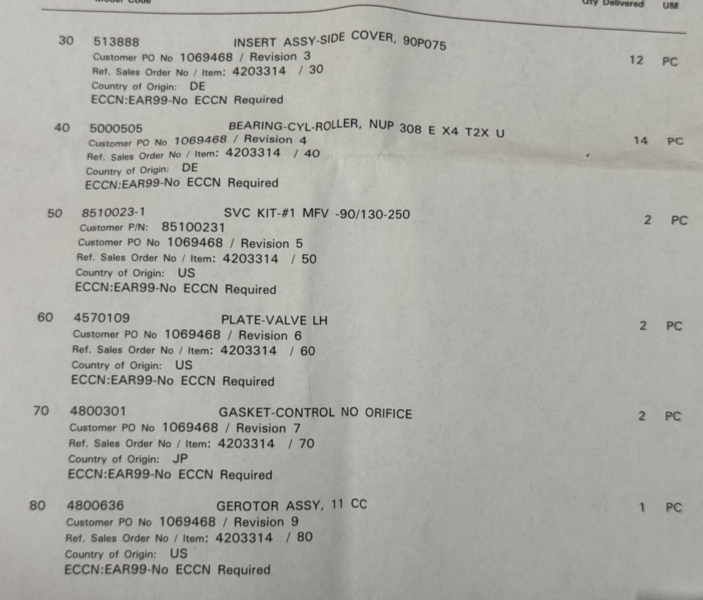 Model Code Qty Delivered UM
30 513888 INSERT ASSY-SIDE COVER, 90P075 12 PC
Customer PO No 1069468 / Revision 3
Ref. Sales Order No / Item: 4203314 / 30
Country of Origin: DE
ECCN:EAR99-No ECCN Required
40 5000505 BEARING-CYL-ROLLER, NUP 308 E X4 T2X U 14 PC
Customer PO No 1069468 / Revision 4
Ref. Sales Order No / Item: 4203314 / 40
Country of Origin: DE
ECCN:EAR99-No ECCN Required
50 8510023-1 SVC KIT-#1 MFV -90/130-250 2 PC
Customer P/N: 85100231
Customer PO No 1069468 / Revision 5
Ref. Sales Order No / Item: 4203314 / 50
Country of Origin: US
ECCN:EAR99-No ECCN Required
60 4570109 PLATE-VALVE LH 2 PC
Customer PO No 1069468 / Revision 6
Ref. Sales Order No / Item: 4203314 / 60
Country of Origin: US
ECCN:EAR99-No ECCN Required
70 4800301 GASKET-CONTROL NO ORIFICE 2 PC
Customer PO No 1069468 / Revision 7
Ref. Sales Order No / Item: 4203314 / 70
Country of Origin: JP
ECCN:EAR99-No ECCN Required
80 4800636 GEROTOR ASSY, 11 CC 1 PC
Customer PO No 1069468 / Revision 9
Ref. Sales Order No / Item: 4203314 / 80
Country of Origin: US
ECCN:EAR99-No ECCN Required